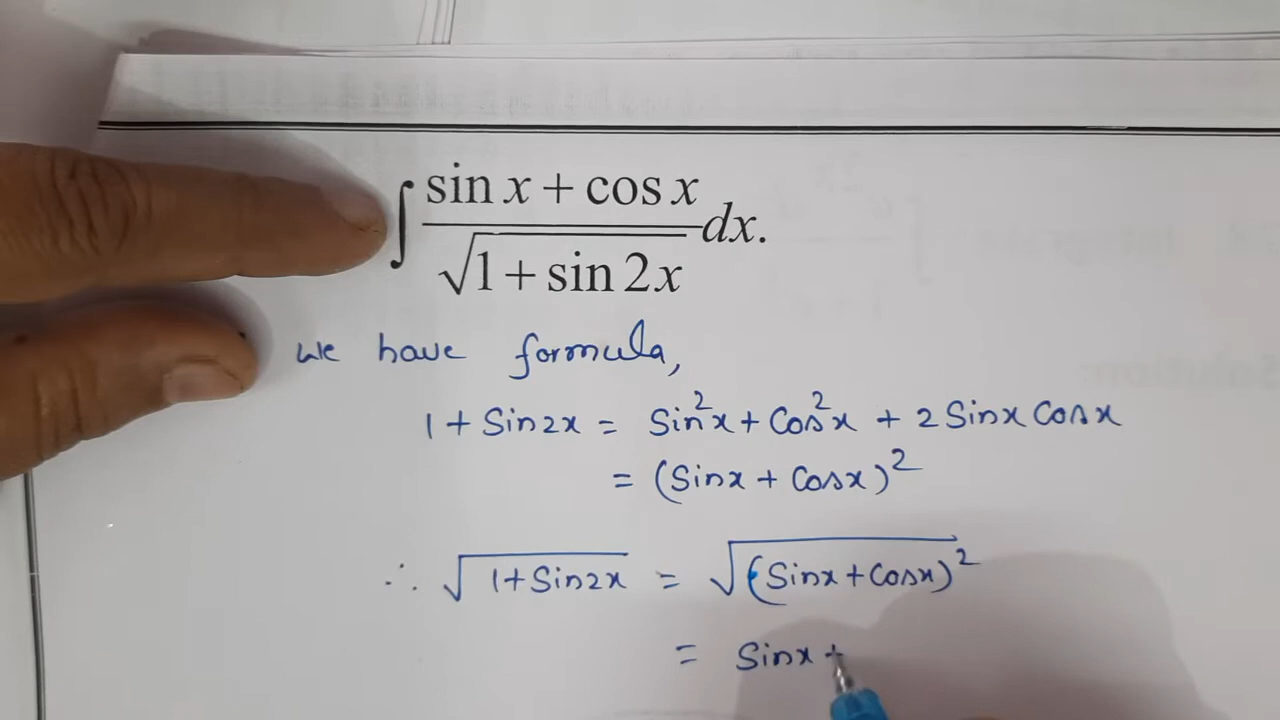 ∫ (sin x + cos x)/√(1 + sin 2x) dx.
We have formula,
1 + Sin2x = Sin²x + Cos²x + 2 Sinx Cosx
= (Sinx + Cosx)²
∴ √(1+Sin2x) = √((Sinx + Cosx)²)
= Sinx +